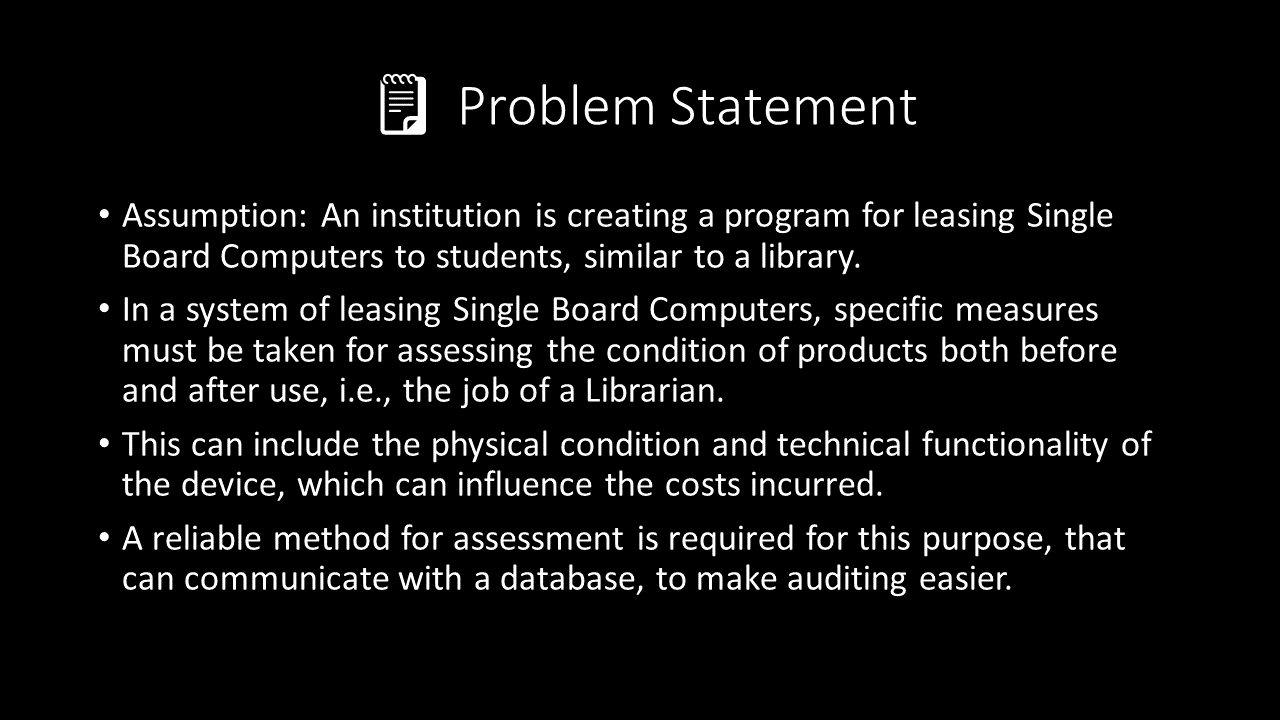 Problem Statement
• Assumption: An institution is creating a program for leasing Single
Board Computers to students, similar to a library.
• In a system of leasing Single Board Computers, specific measures
must be taken for assessing the condition of products both before
and after use, i.e., the job of a Librarian.
• This can include the physical condition and technical functionality of
the device, which can influence the costs incurred.
• A reliable method for assessment is required for this purpose, that
can communicate with a database, to make auditing easier.